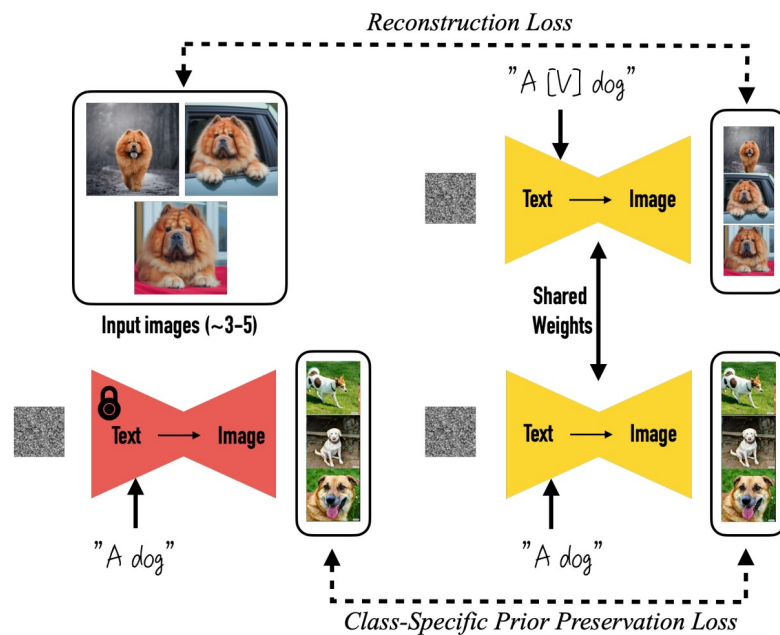 Reconstruction Loss
"A [V] dog"
Text → Image
Input images (~3-5)
Shared
Weights
Text → Image
Text → Image
"A dog"
"A dog"
Class-Specific Prior Preservation Loss